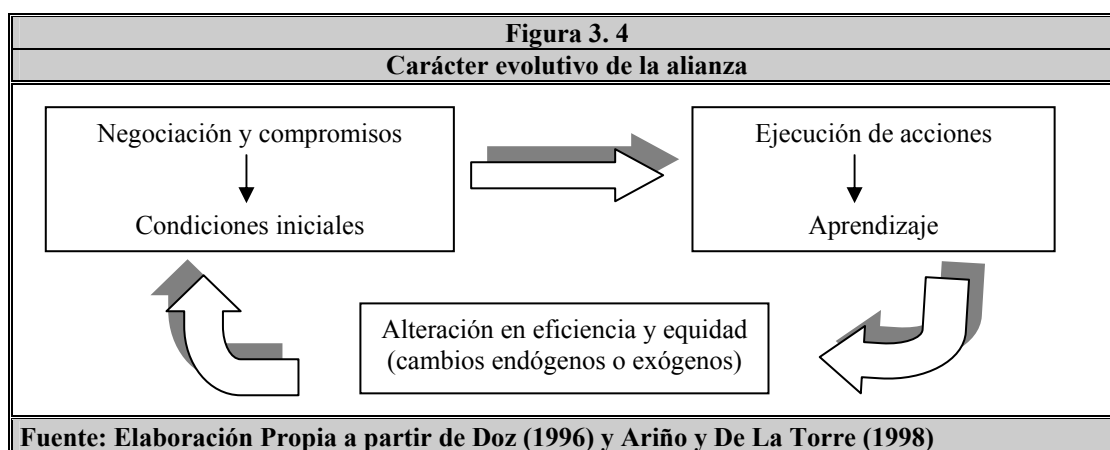 Figura 3. 4
Carácter evolutivo de la alianza
Negociación y compromisos
Condiciones iniciales
Ejecución de acciones
Aprendizaje
Alteración en eficiencia y equidad
(cambios endógenos o exógenos)
Fuente: Elaboración Propia a partir de Doz (1996) y Ariño y De La Torre (1998)